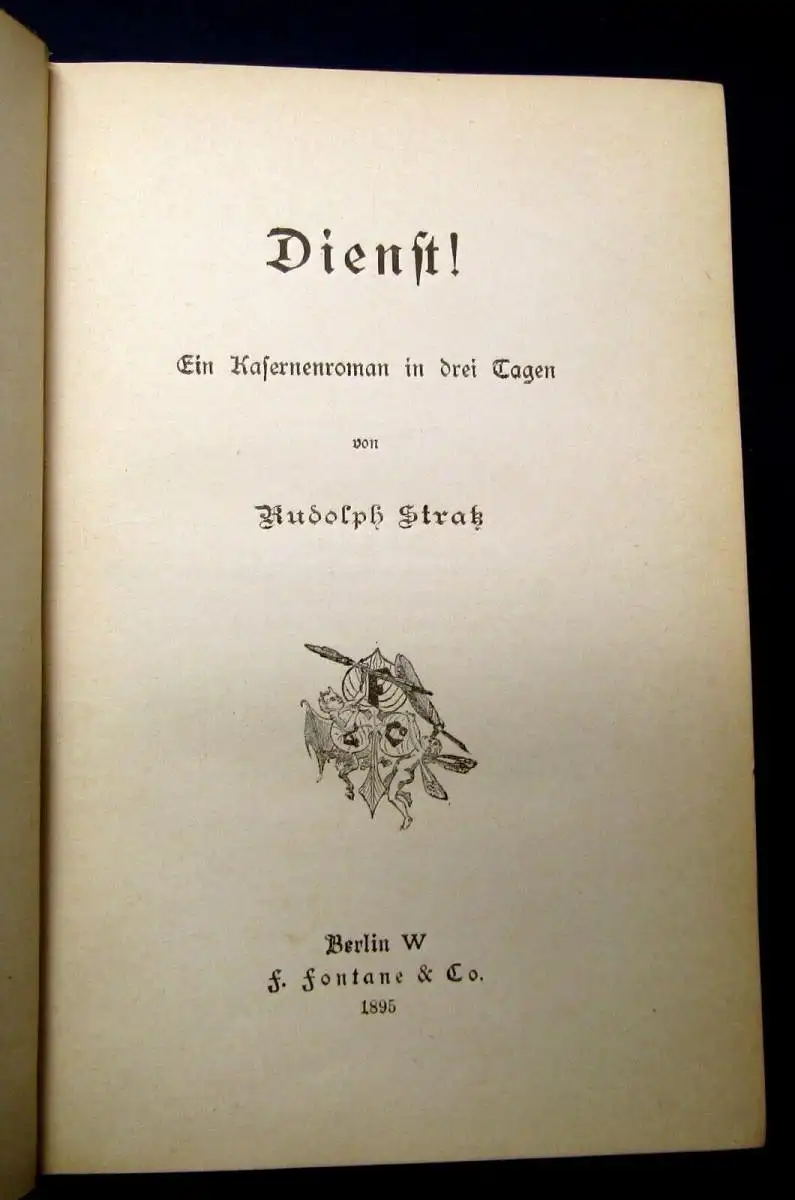 Dienſt!
Ein Kaſernenroman in drei Tagen
von
Rudolph Stratz
F
A C
Berlin W
F. Fontane & Co.
1895